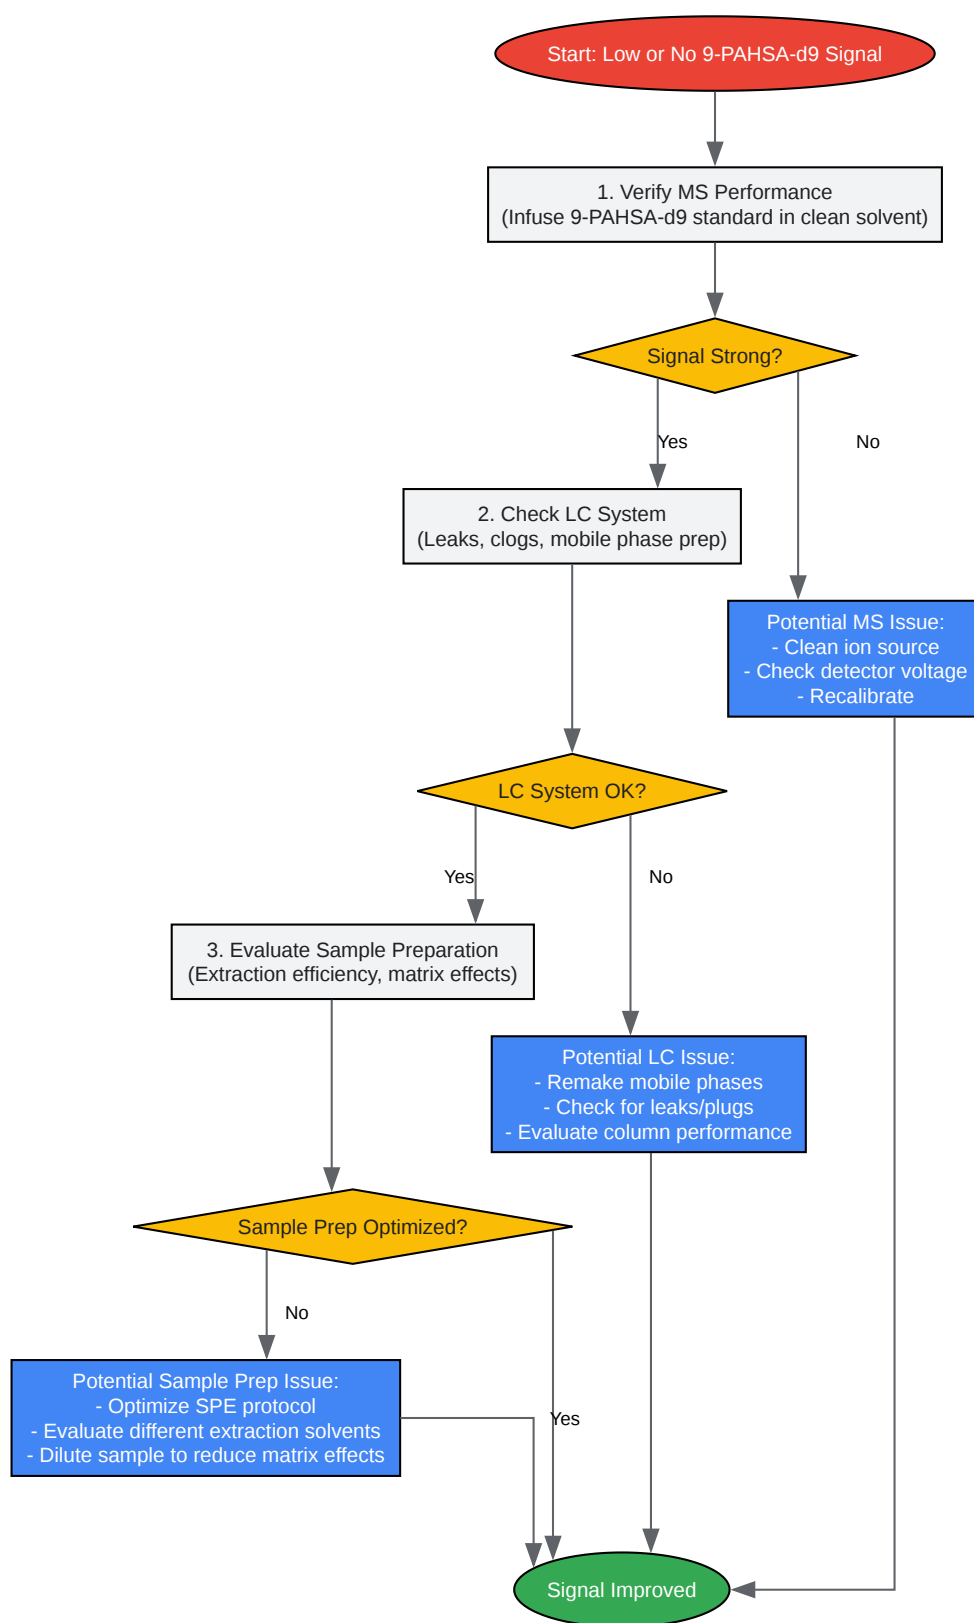 Start: Low or No 9-PAHSA-d9 Signal
1. Verify MS Performance
(Infuse 9-PAHSA-d9 standard in clean solvent)
Signal Strong?
Yes
No
2. Check LC System
(Leaks, clogs, mobile phase prep)
Potential MS Issue:
- Clean ion source
- Check detector voltage
- Recalibrate
LC System OK?
Yes
No
3. Evaluate Sample Preparation
(Extraction efficiency, matrix effects)
Potential LC Issue:
- Remake mobile phases
- Check for leaks/plugs
- Evaluate column performance
Sample Prep Optimized?
No
Potential Sample Prep Issue:
- Optimize SPE protocol
- Evaluate different extraction solvents
- Dilute sample to reduce matrix effects
Yes
Signal Improved